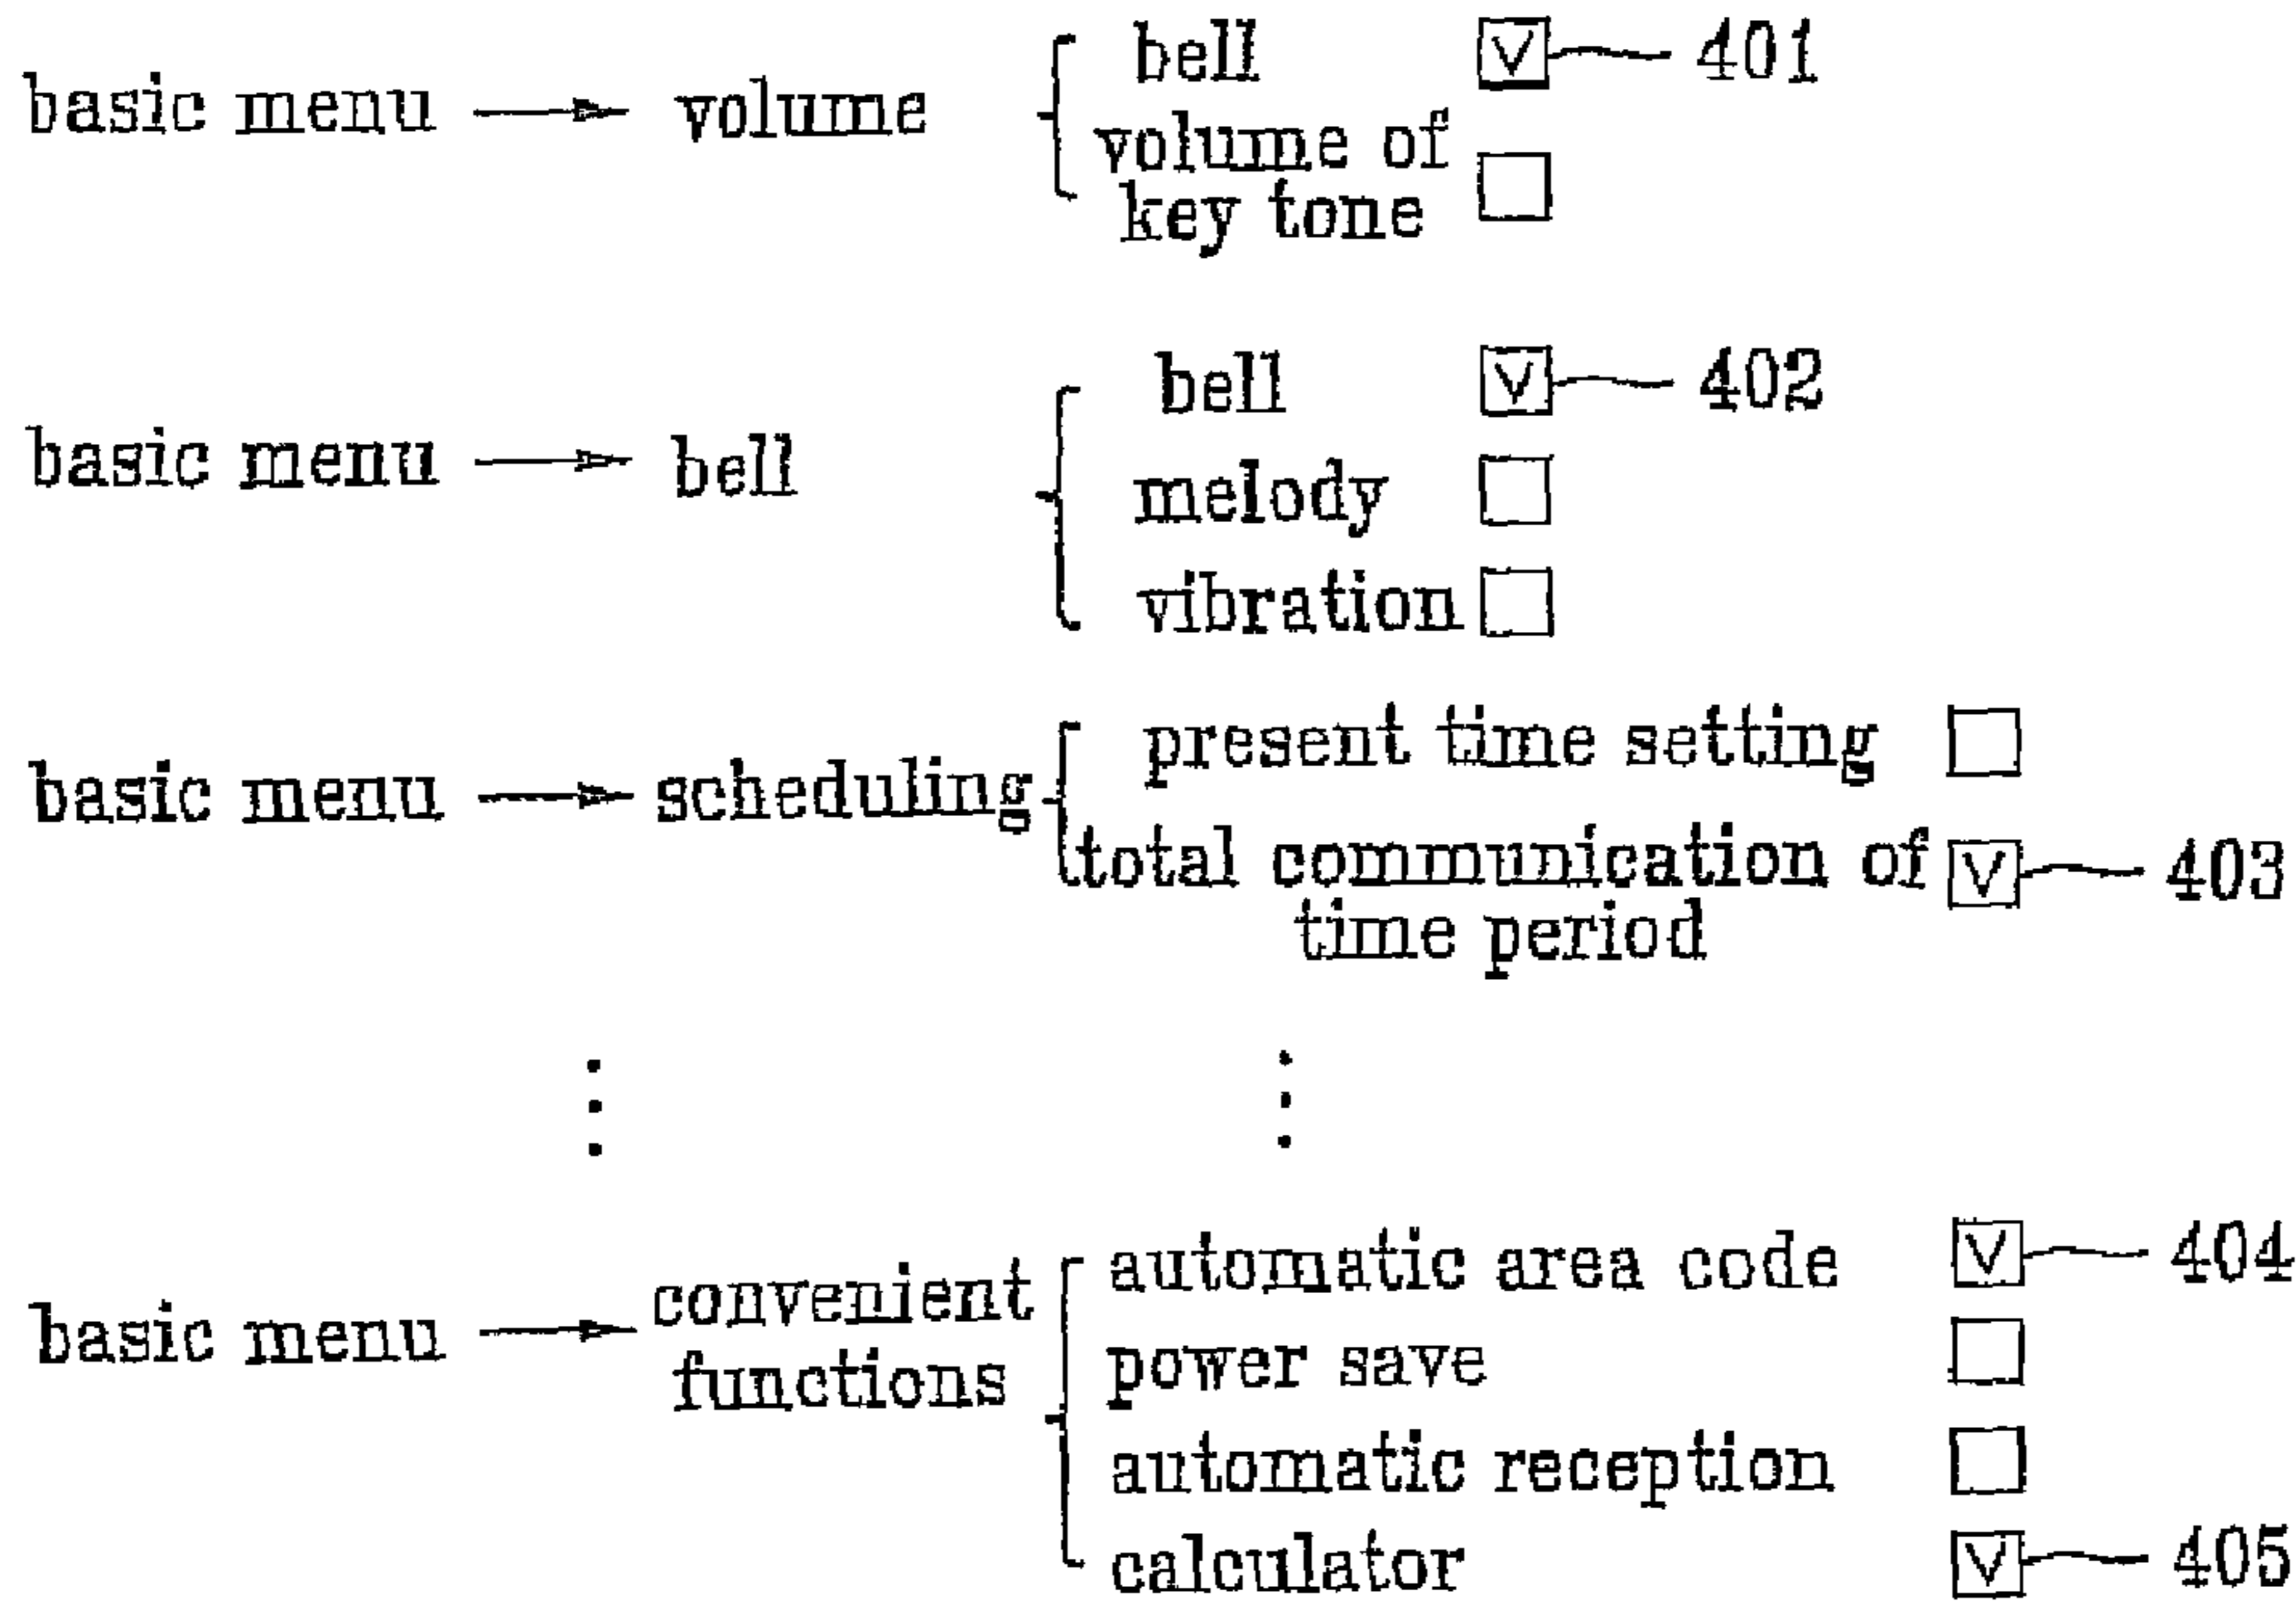 basic menu → volume
bell ☑ 401
volume of
key tone ☐
basic menu → bell
bell ☑ 402
melody ☐
vibration ☐
basic menu → scheduling
present time setting ☐
total communication of ☑ 403
time period
basic menu → convenient
functions
automatic area code ☑ 404
power save ☐
automatic reception ☐
calculator ☑ 405